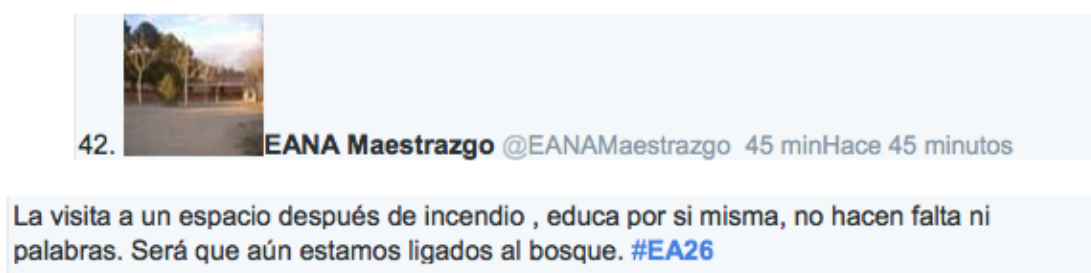 42. EANA Maestrazgo @EANAMaestrazgo 45 minHace 45 minutos
La visita a un espacio después de incendio , educa por si misma, no hacen falta ni
palabras. Será que aún estamos ligados al bosque. #EA26